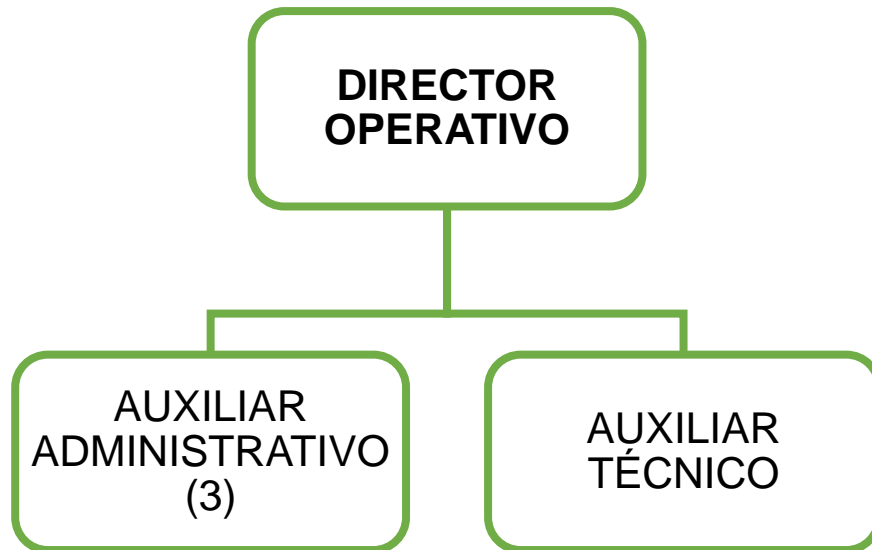 DIRECTOR
OPERATIVO
AUXILIAR
ADMINISTRATIVO
(3)
AUXILIAR
TÉCNICO